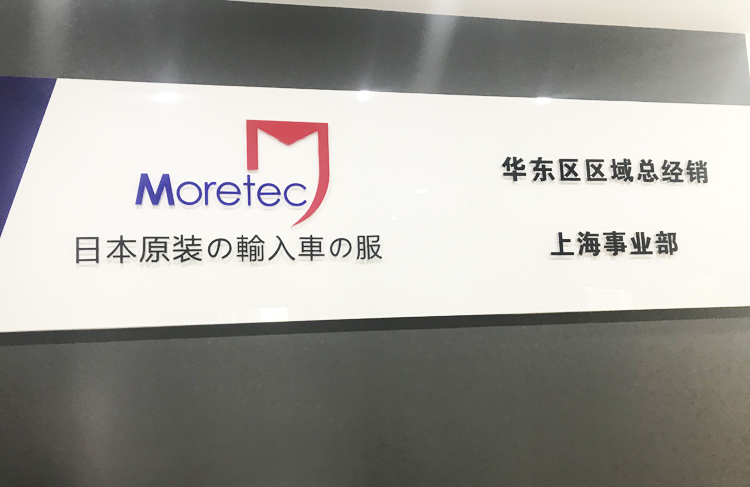 Moretec
日本原装の輸入車の服
华东区区域总经销
上海事业部